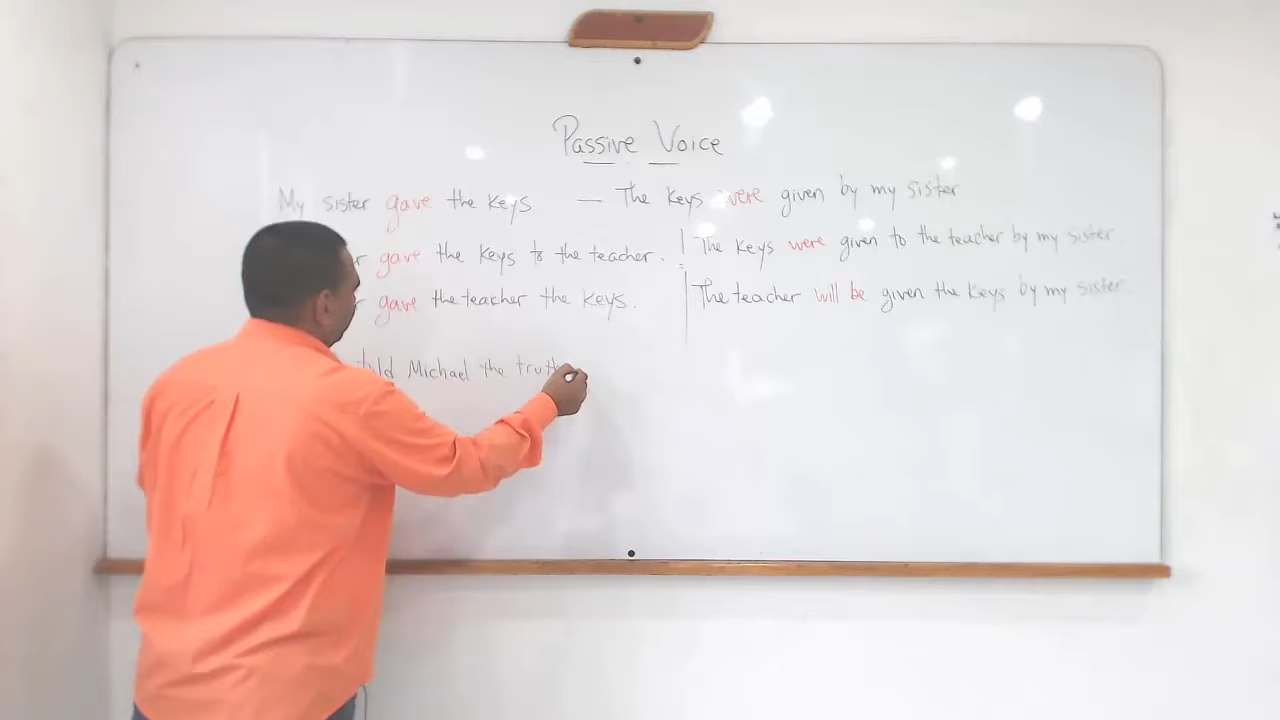 Passive Voice
My sister gave the keys — The keys were given by my sister
gave the keys to the teacher. The keys were given to the teacher by my sister.
gave the teacher the keys. The teacher will be given the keys by my sister.
told Michael the truth